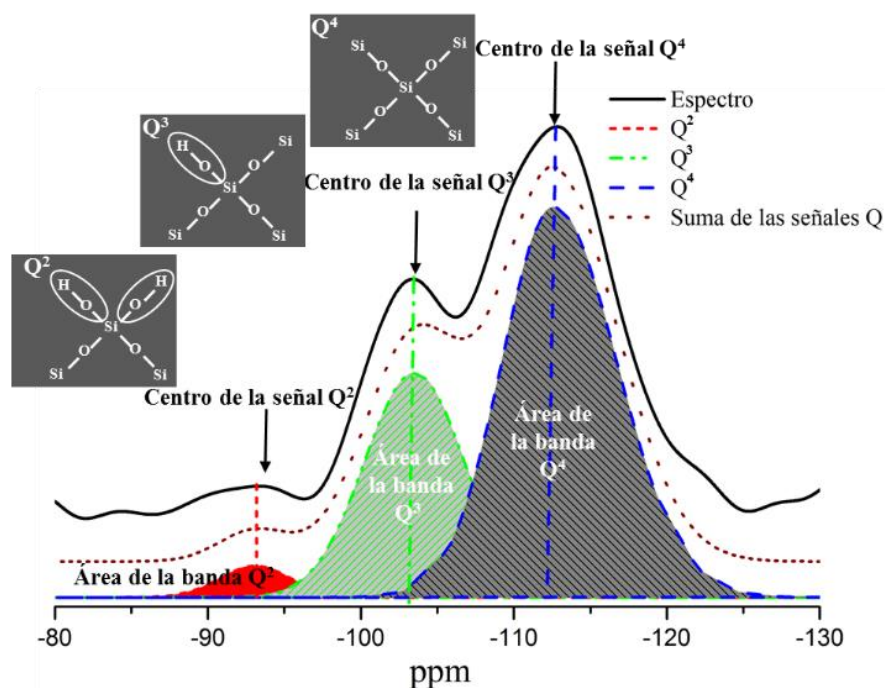 Q⁴
Si
Si
O
O
Si
O
O
Si
Si
Centro de la señal Q⁴
Espectro
Q²
Q³
Q⁴
Suma de las señales Q
Q³
H
O
Si
O
Si
O
O
Si
Si
Centro de la señal Q³
Q²
H
H
O
O
Si
O
O
Si
Si
Centro de la señal Q²
Área de
la banda
Q³
Área de
la banda
Q⁴
Área de la banda Q²
-80
-90
-100
-110
-120
-130
ppm